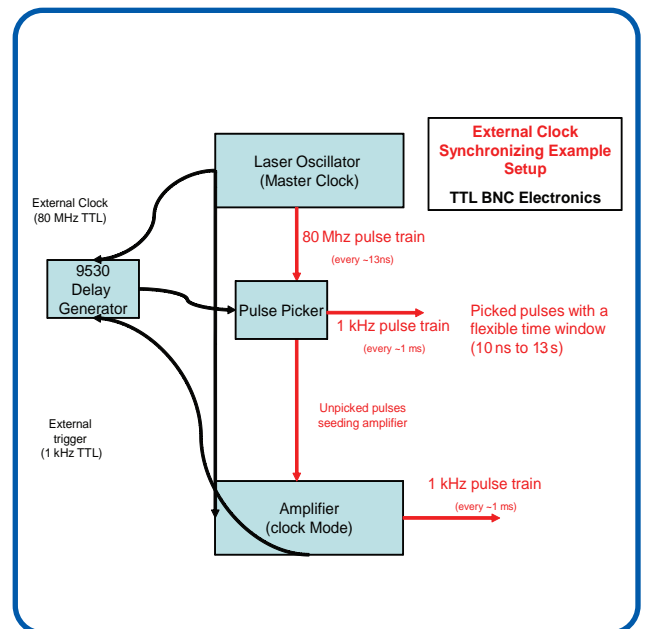 Laser Oscillator
(Master Clock)
External Clock
Synchronizing Example
Setup
TTL BNC Electronics
External Clock
(80 MHz TTL)
80 Mhz pulse train
(every ~13ns)
9530
Delay
Generator
Pulse Picker
1 kHz pulse train
(every ~1 ms)
Picked pulses with a
flexible time window
(10 ns to 13 s)
Unpicked pulses
seeding amplifier
External
trigger
(1 kHz TTL)
Amplifier
(clock Mode)
1 kHz pulse train
(every ~1 ms)